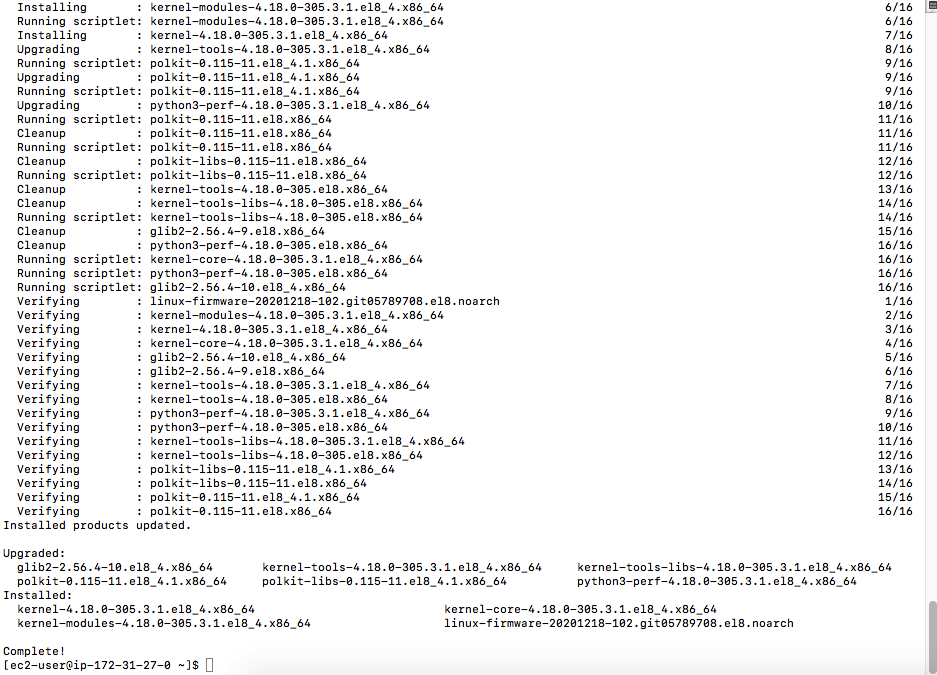 Installing       : kernel-modules-4.18.0-305.3.1.el8_4.x86_64    6/16
Running scriptlet: kernel-modules-4.18.0-305.3.1.el8_4.x86_64    6/16
Installing       : kernel-4.18.0-305.3.1.el8_4.x86_64    7/16
Upgrading        : kernel-tools-4.18.0-305.3.1.el8_4.x86_64    8/16
Running scriptlet: polkit-0.115-11.el8_4.1.x86_64    9/16
Upgrading        : polkit-0.115-11.el8_4.1.x86_64    9/16
Running scriptlet: polkit-0.115-11.el8_4.1.x86_64    9/16
Upgrading        : python3-perf-4.18.0-305.3.1.el8_4.x86_64    10/16
Running scriptlet: polkit-0.115-11.el8.x86_64    11/16
Cleanup          : polkit-0.115-11.el8.x86_64    11/16
Running scriptlet: polkit-0.115-11.el8.x86_64    11/16
Cleanup          : polkit-libs-0.115-11.el8.x86_64    12/16
Running scriptlet: polkit-libs-0.115-11.el8.x86_64    12/16
Cleanup          : kernel-tools-4.18.0-305.el8.x86_64    13/16
Cleanup          : kernel-tools-libs-4.18.0-305.el8.x86_64    14/16
Running scriptlet: kernel-tools-libs-4.18.0-305.el8.x86_64    14/16
Cleanup          : glib2-2.56.4-9.el8.x86_64    15/16
Cleanup          : python3-perf-4.18.0-305.el8.x86_64    16/16
Running scriptlet: kernel-core-4.18.0-305.3.1.el8_4.x86_64    16/16
Running scriptlet: python3-perf-4.18.0-305.el8.x86_64    16/16
Running scriptlet: glib2-2.56.4-10.el8_4.x86_64    16/16
Verifying        : linux-firmware-20201218-102.git05789708.el8.noarch    1/16
Verifying        : kernel-modules-4.18.0-305.3.1.el8_4.x86_64    2/16
Verifying        : kernel-4.18.0-305.3.1.el8_4.x86_64    3/16
Verifying        : kernel-core-4.18.0-305.3.1.el8_4.x86_64    4/16
Verifying        : glib2-2.56.4-10.el8_4.x86_64    5/16
Verifying        : glib2-2.56.4-9.el8.x86_64    6/16
Verifying        : kernel-tools-4.18.0-305.3.1.el8_4.x86_64    7/16
Verifying        : kernel-tools-4.18.0-305.el8.x86_64    8/16
Verifying        : python3-perf-4.18.0-305.3.1.el8_4.x86_64    9/16
Verifying        : python3-perf-4.18.0-305.el8.x86_64    10/16
Verifying        : kernel-tools-libs-4.18.0-305.3.1.el8_4.x86_64    11/16
Verifying        : kernel-tools-libs-4.18.0-305.el8.x86_64    12/16
Verifying        : polkit-libs-0.115-11.el8_4.1.x86_64    13/16
Verifying        : polkit-libs-0.115-11.el8.x86_64    14/16
Verifying        : polkit-0.115-11.el8_4.1.x86_64    15/16
Verifying        : polkit-0.115-11.el8.x86_64    16/16
Installed products updated.

Upgraded:
glib2-2.56.4-10.el8_4.x86_64    kernel-tools-4.18.0-305.3.1.el8_4.x86_64    kernel-tools-libs-4.18.0-305.3.1.el8_4.x86_64
polkit-0.115-11.el8_4.1.x86_64    polkit-libs-0.115-11.el8_4.1.x86_64    python3-perf-4.18.0-305.3.1.el8_4.x86_64
Installed:
kernel-4.18.0-305.3.1.el8_4.x86_64    kernel-core-4.18.0-305.3.1.el8_4.x86_64
kernel-modules-4.18.0-305.3.1.el8_4.x86_64    linux-firmware-20201218-102.git05789708.el8.noarch

Complete!
[ec2-user@ip-172-31-27-0 ~]$